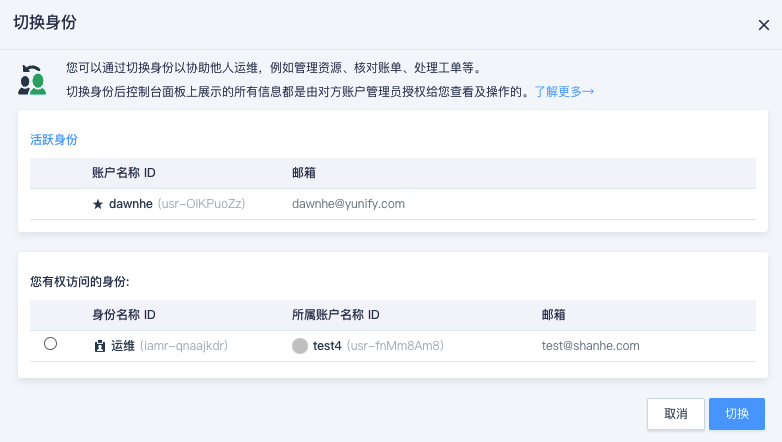 切换身份
您可以通过切换身份以协助他人运维，例如管理资源、核对账单、处理工单等。
切换身份后控制台面板上展示的所有信息都是由对方账户管理员授权给您查看及操作的。了解更多→
活跃身份
账户名称 ID 邮箱
★ dawnhe (usr-OlKPuoZz) dawnhe@yunify.com
您有权访问的身份:
身份名称 ID 所属账户名称 ID 邮箱
运维 (iamr-qnaajkdr) test4 (usr-fnMm8Am8) test@shanhe.com
取消 切换